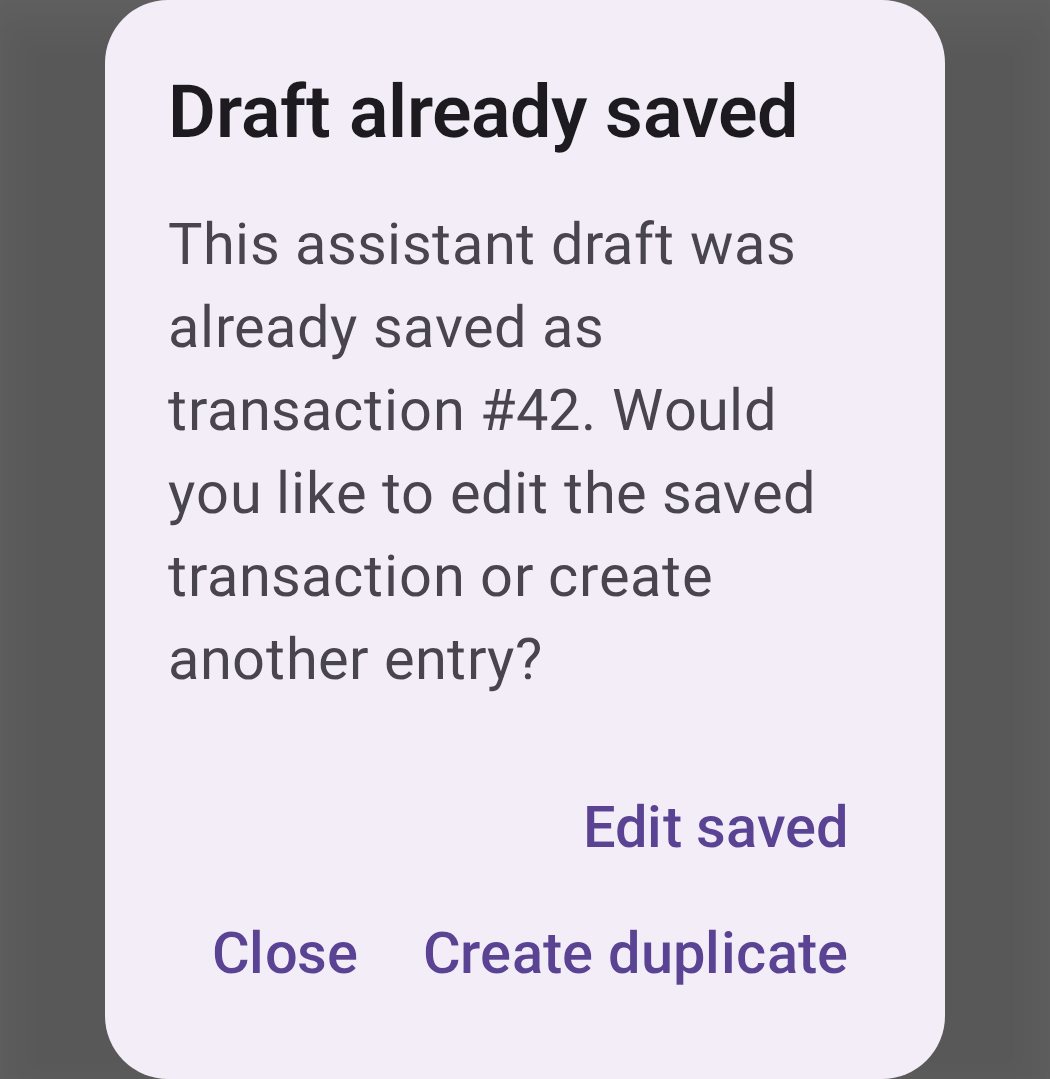 Draft already saved
This assistant draft was
already saved as
transaction #42. Would
you like to edit the saved
transaction or create
another entry?
Edit saved
Close Create duplicate